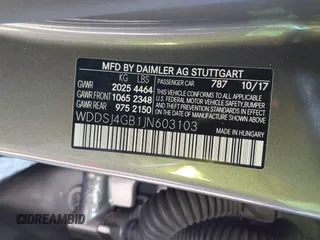 MFD BY DAIMLER AG STUTTGART
KG LBS PASSENGER CAR 787 10/17
GVWR 2025 4464
GAWR FRONT 1065 2348
GAWR REAR 975 2150
THIS VEHICLE CONFORMS TO ALL APPLICABLE
U.S. FEDERAL MOTOR VEHICLE SAFETY, BUMPER
AND THEFT PREVENTION STANDARDS IN EFFECT
ON THE DATE OF MANUFACTURE SHOWN ABOVE.
WDDSJ4GB1JN603103
MADE IN HUNGARY
DREAMBID